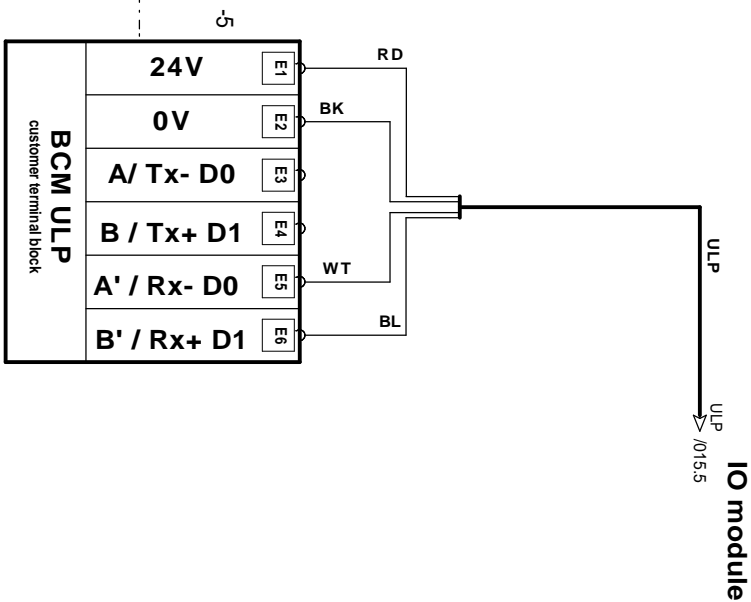 -5
24V
E1
RD
0V
E2
BK
A/ Tx- D0
E3
B / Tx+ D1
E4
A' / Rx- D0
E5
WT
B' / Rx+ D1
E6
BL
BCM ULP
customer terminal block
ULP
ULP
/015.5
IO module